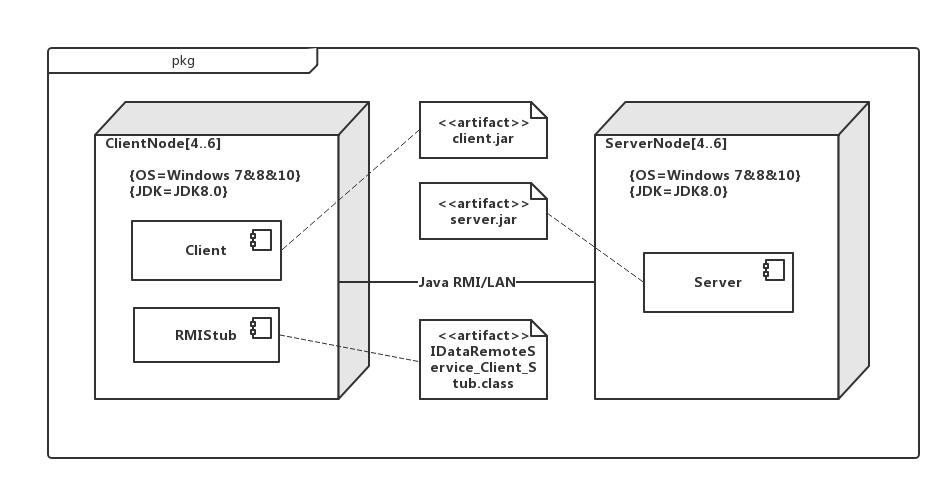 pkg
ClientNode[4..6]
{OS=Windows 7&8&10}
{JDK=JDK8.0}
Client
RMIStub
<<artifact>>
client.jar
<<artifact>>
server.jar
Java RMI/LAN
<<artifact>>
IDataRemoteS
ervice_Client_S
tub.class
ServerNode[4..6]
{OS=Windows 7&8&10}
{JDK=JDK8.0}
Server